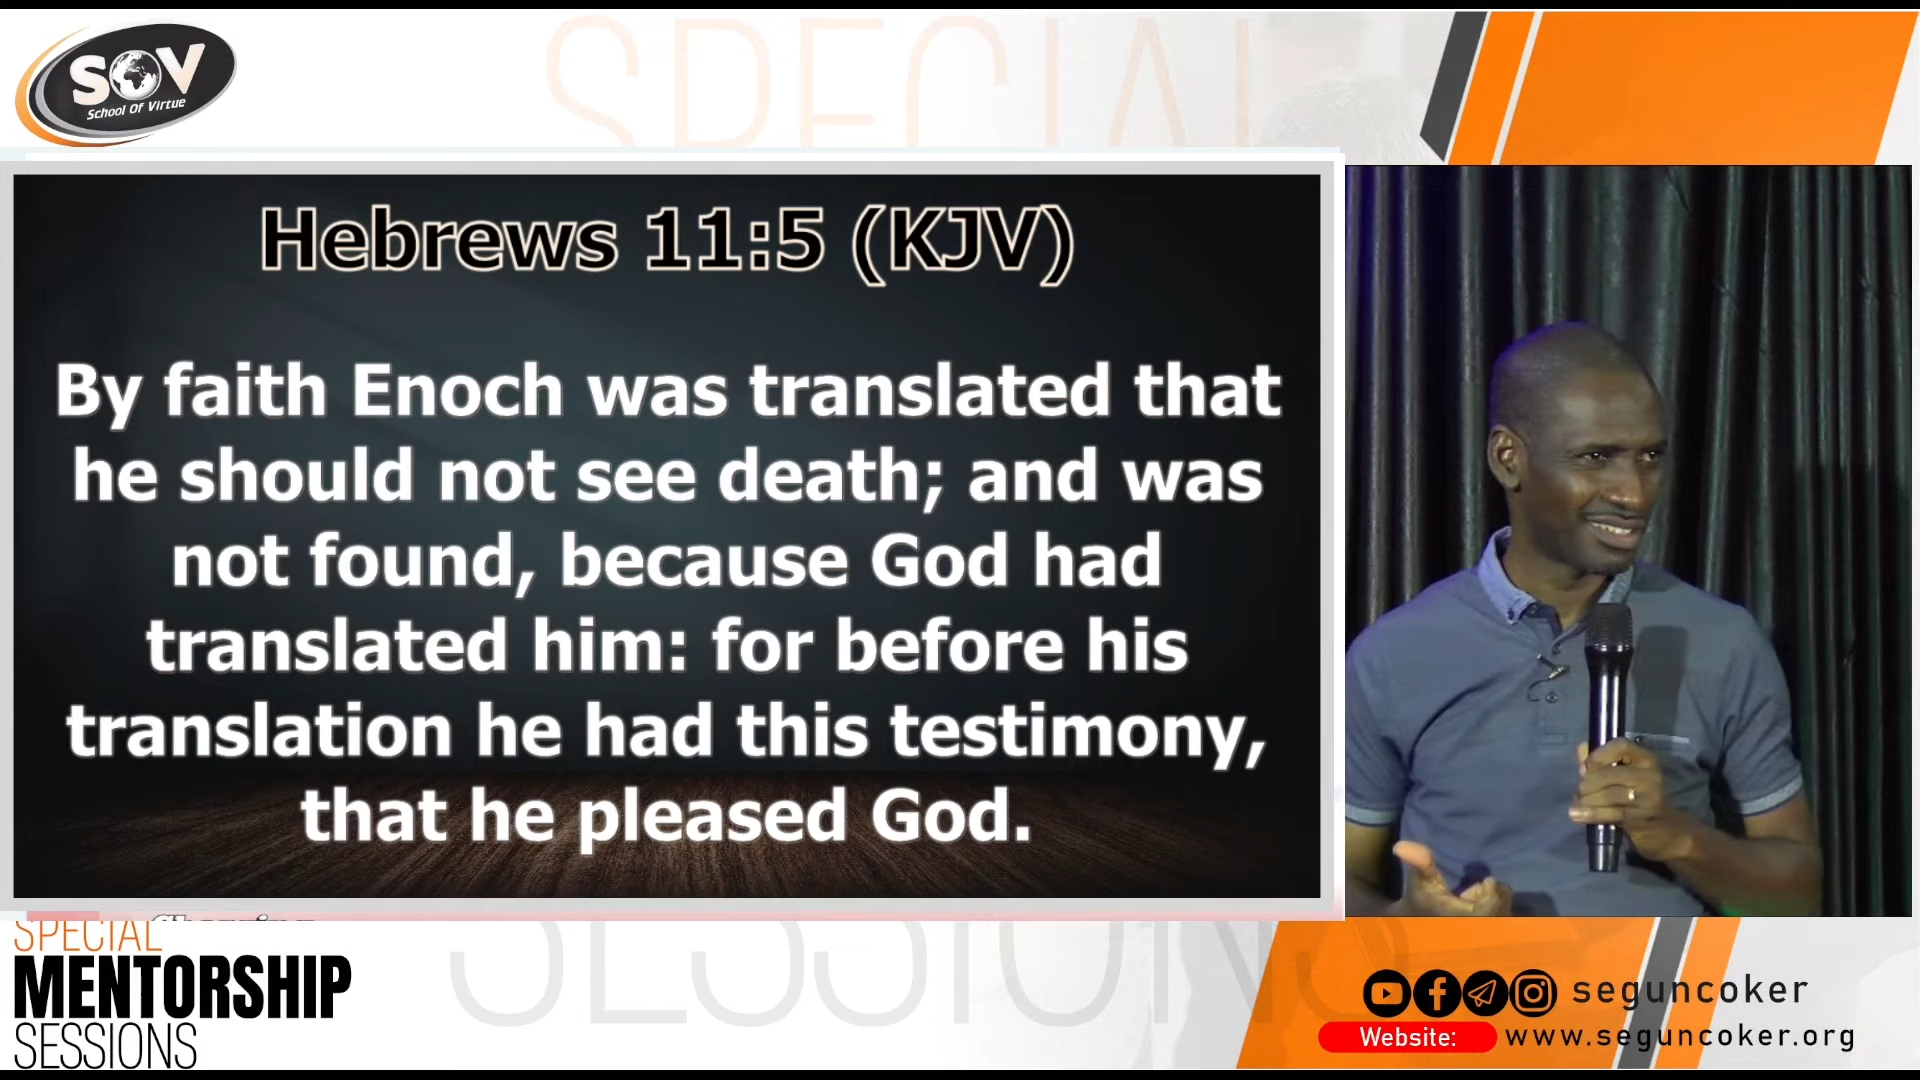 SPECIAL
SOV
School Of Virtue
Hebrews 11:5 (KJV)
By faith Enoch was translated that
he should not see death; and was
not found, because God had
translated him: for before his
translation he had this testimony,
that he pleased God.
SPECIAL
MENTORSHIP
SESSIONS
SESSIONS
seguncoker
Website: www.seguncoker.org